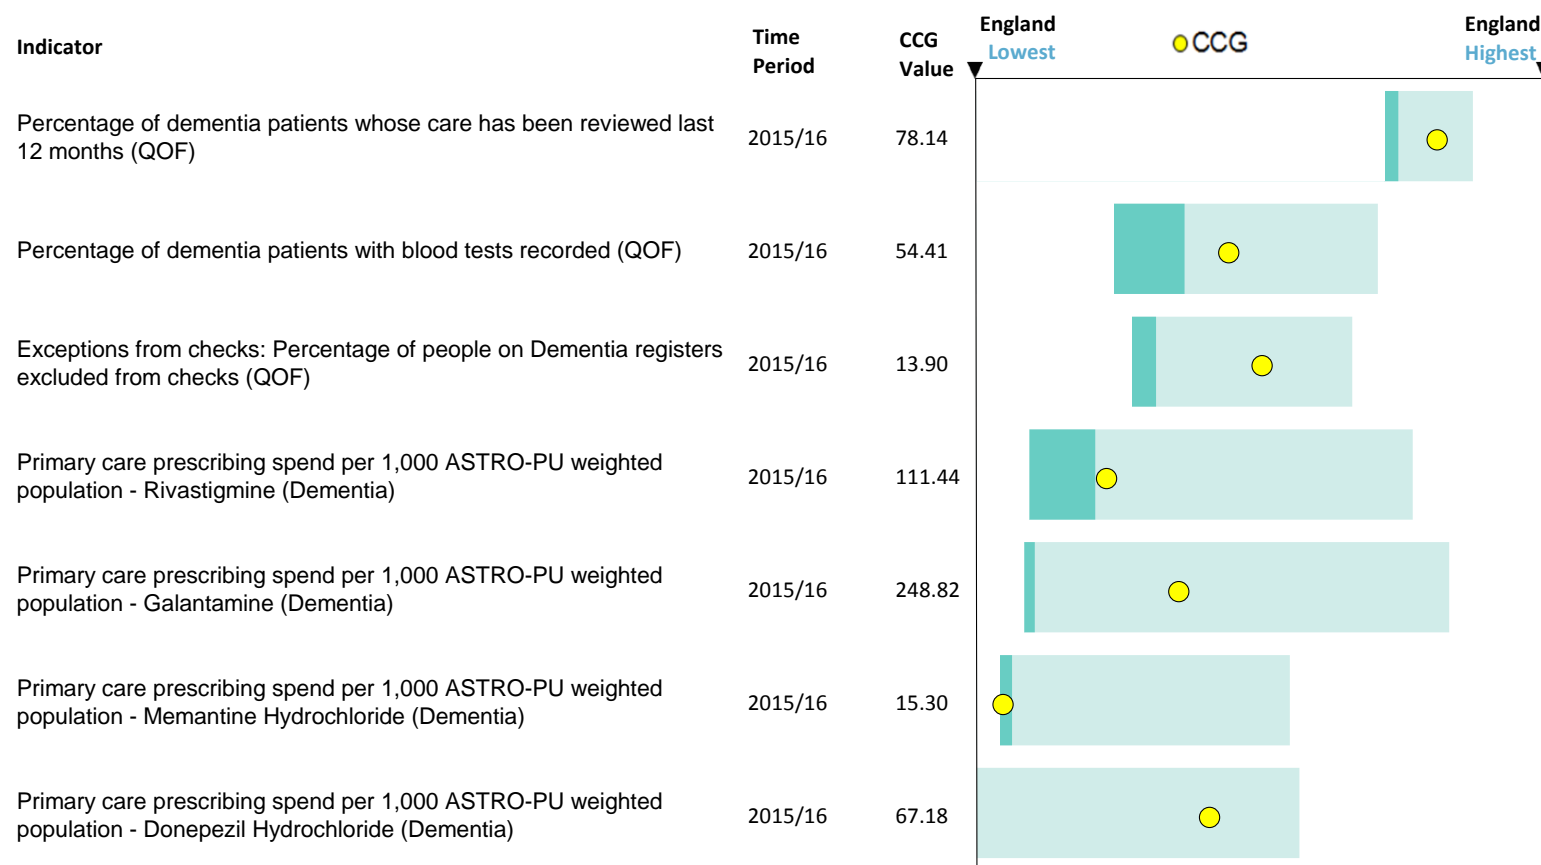 Indicator
Time
Period
CCG
Value
England
Lowest
CCG
England
Highest
Percentage of dementia patients whose care has been reviewed last
12 months (QOF)
2015/16
78.14
Percentage of dementia patients with blood tests recorded (QOF)
2015/16
54.41
Exceptions from checks: Percentage of people on Dementia registers
excluded from checks (QOF)
2015/16
13.90
Primary care prescribing spend per 1,000 ASTRO-PU weighted
population - Rivastigmine (Dementia)
2015/16
111.44
Primary care prescribing spend per 1,000 ASTRO-PU weighted
population - Galantamine (Dementia)
2015/16
248.82
Primary care prescribing spend per 1,000 ASTRO-PU weighted
population - Memantine Hydrochloride (Dementia)
2015/16
15.30
Primary care prescribing spend per 1,000 ASTRO-PU weighted
population - Donepezil Hydrochloride (Dementia)
2015/16
67.18